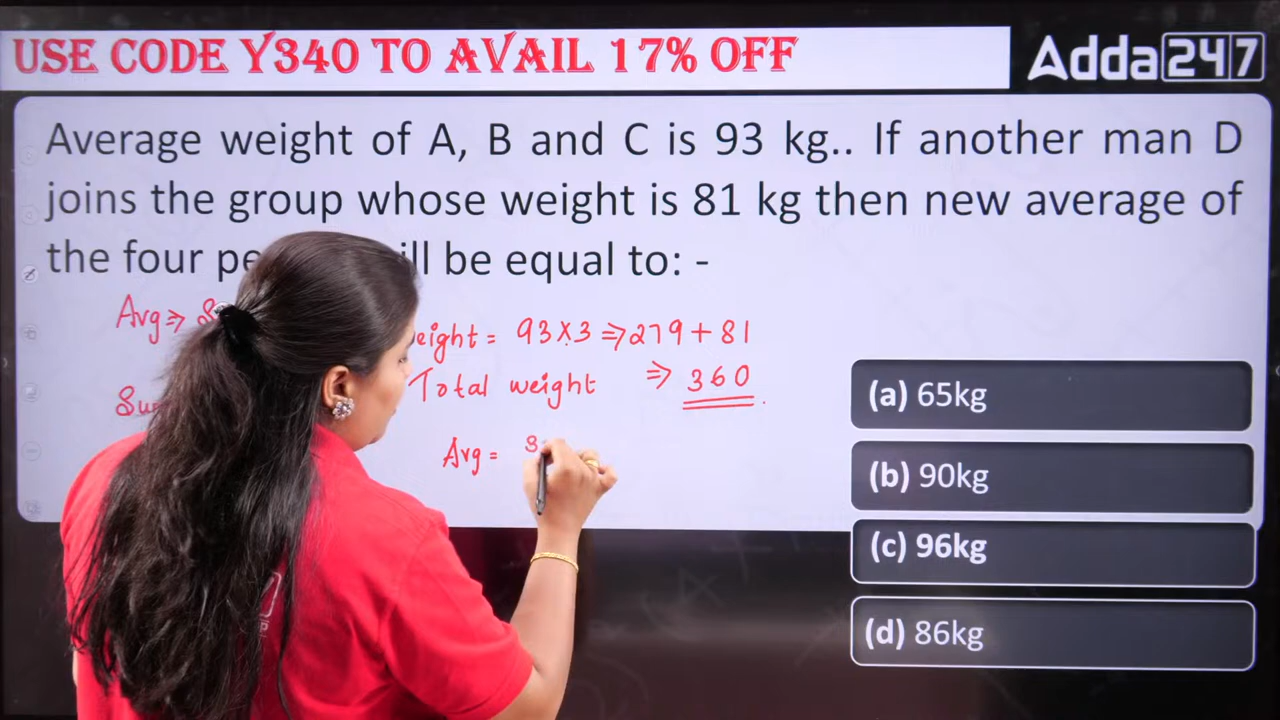 USE CODE Y340 TO AVAIL 17% OFF
Adda247
Average weight of A, B and C is 93 kg.. If another man D
joins the group whose weight is 81 kg then new average of
the four pe ll be equal to: -
Avg ⇒ S eight = 93×3 ⇒ 279+81
Total weight ⇒ 360
Avg =
(a) 65kg
(b) 90kg
(c) 96kg
(d) 86kg